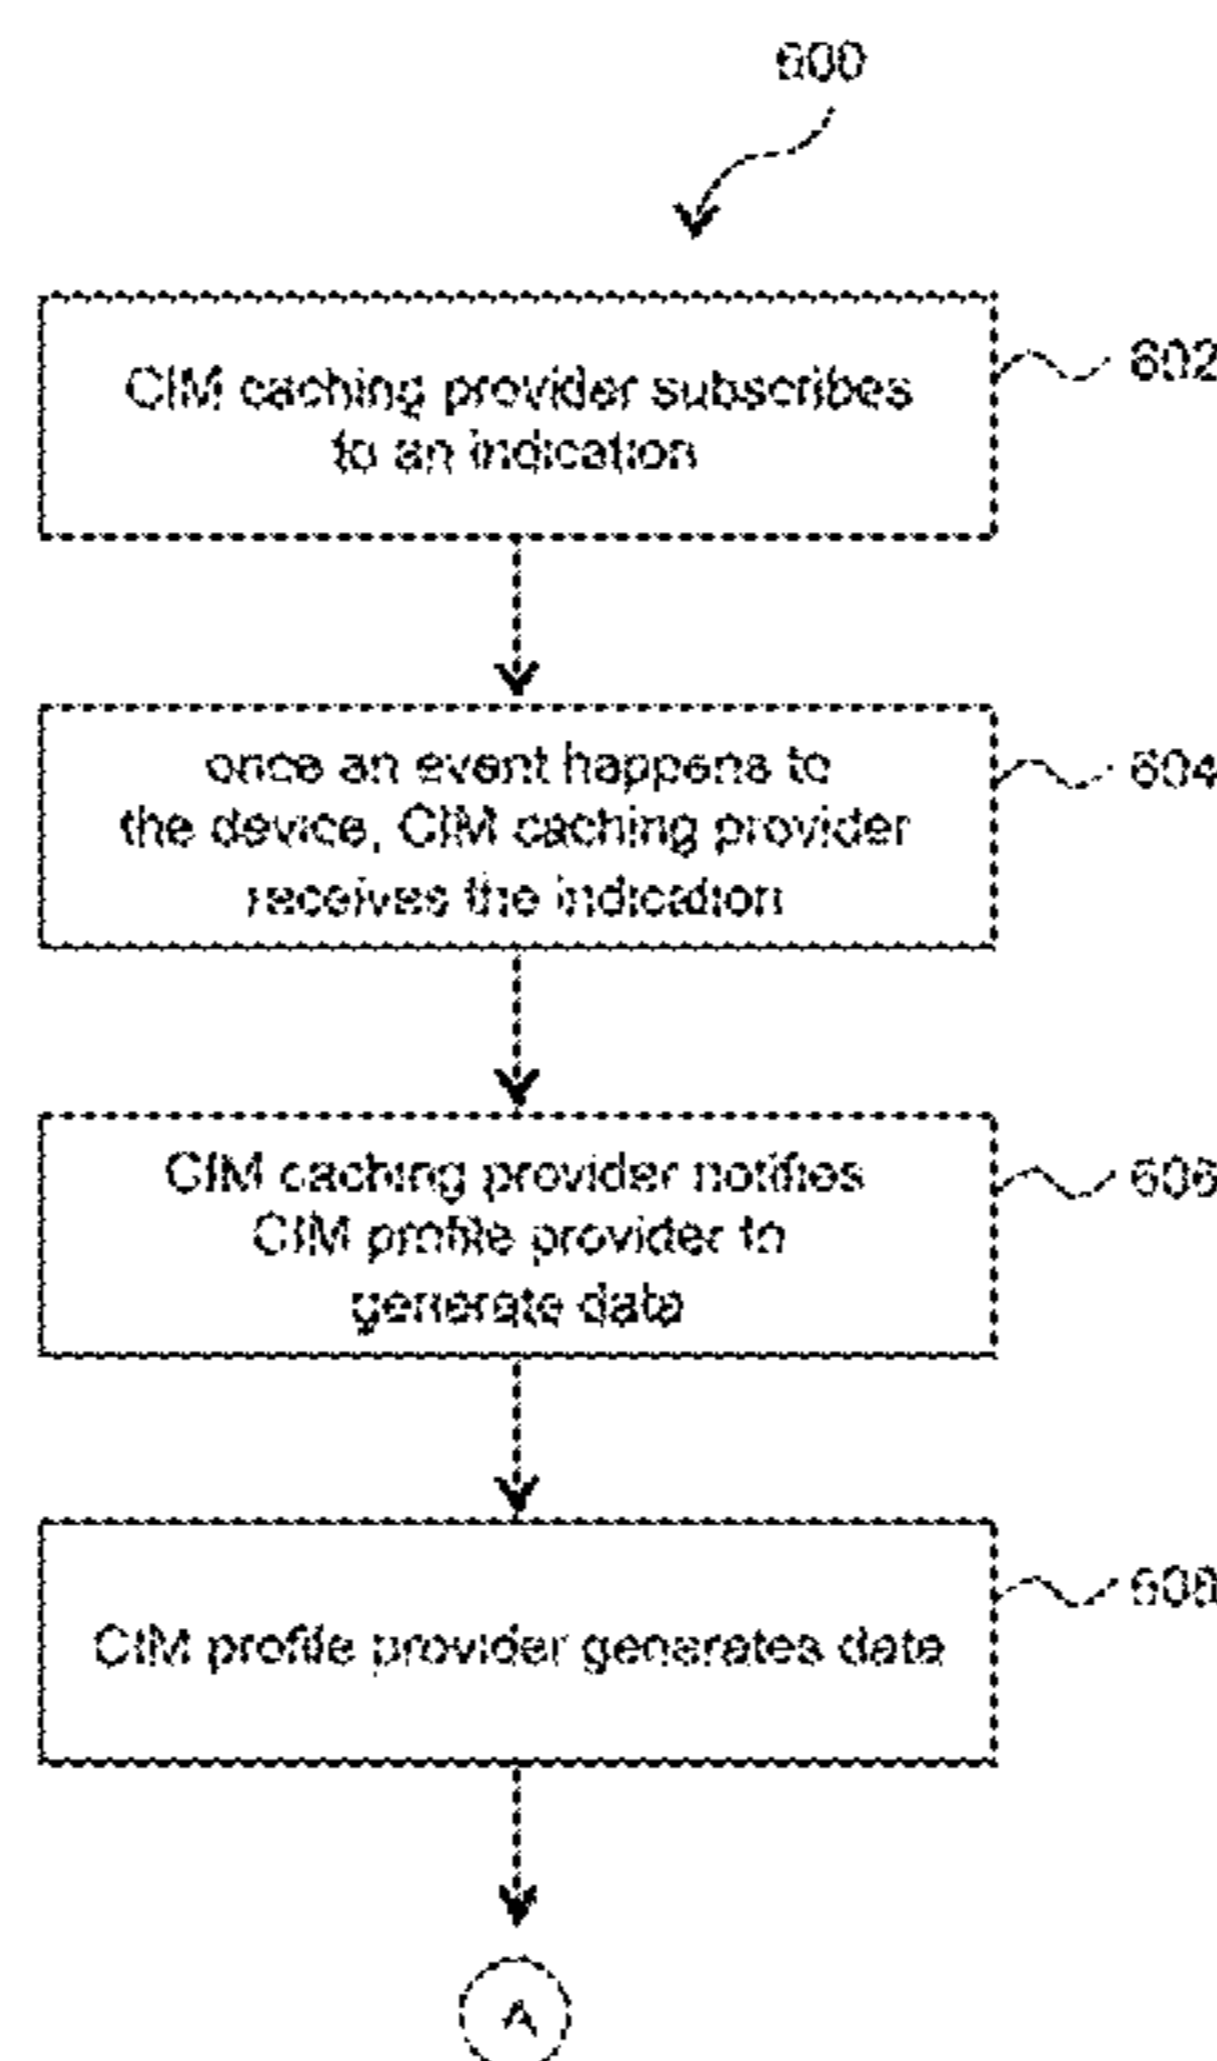 600
CIM caching provider subscribes
to an indication
602
once an event happens to
the device, CIM caching provider
receives the indication
604
CIM caching provider notifies
CIM profile provider to
generate data
606
CIM profile provider generates data
608
A